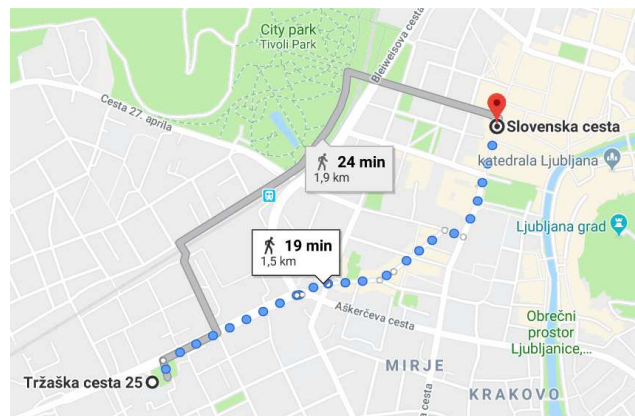 City park
Tivoli Park
Bleiweisova cesta
Cesta 27. aprila
Slovenska cesta
katedrala Ljubljana
24 min
1,9 km
Ljubljana grad
19 min
1,5 km
Aškerčeva cesta
Obrečni
prostor
Ljubljanice,...
MIRJE
Tržaška cesta 25
KRAKOVO